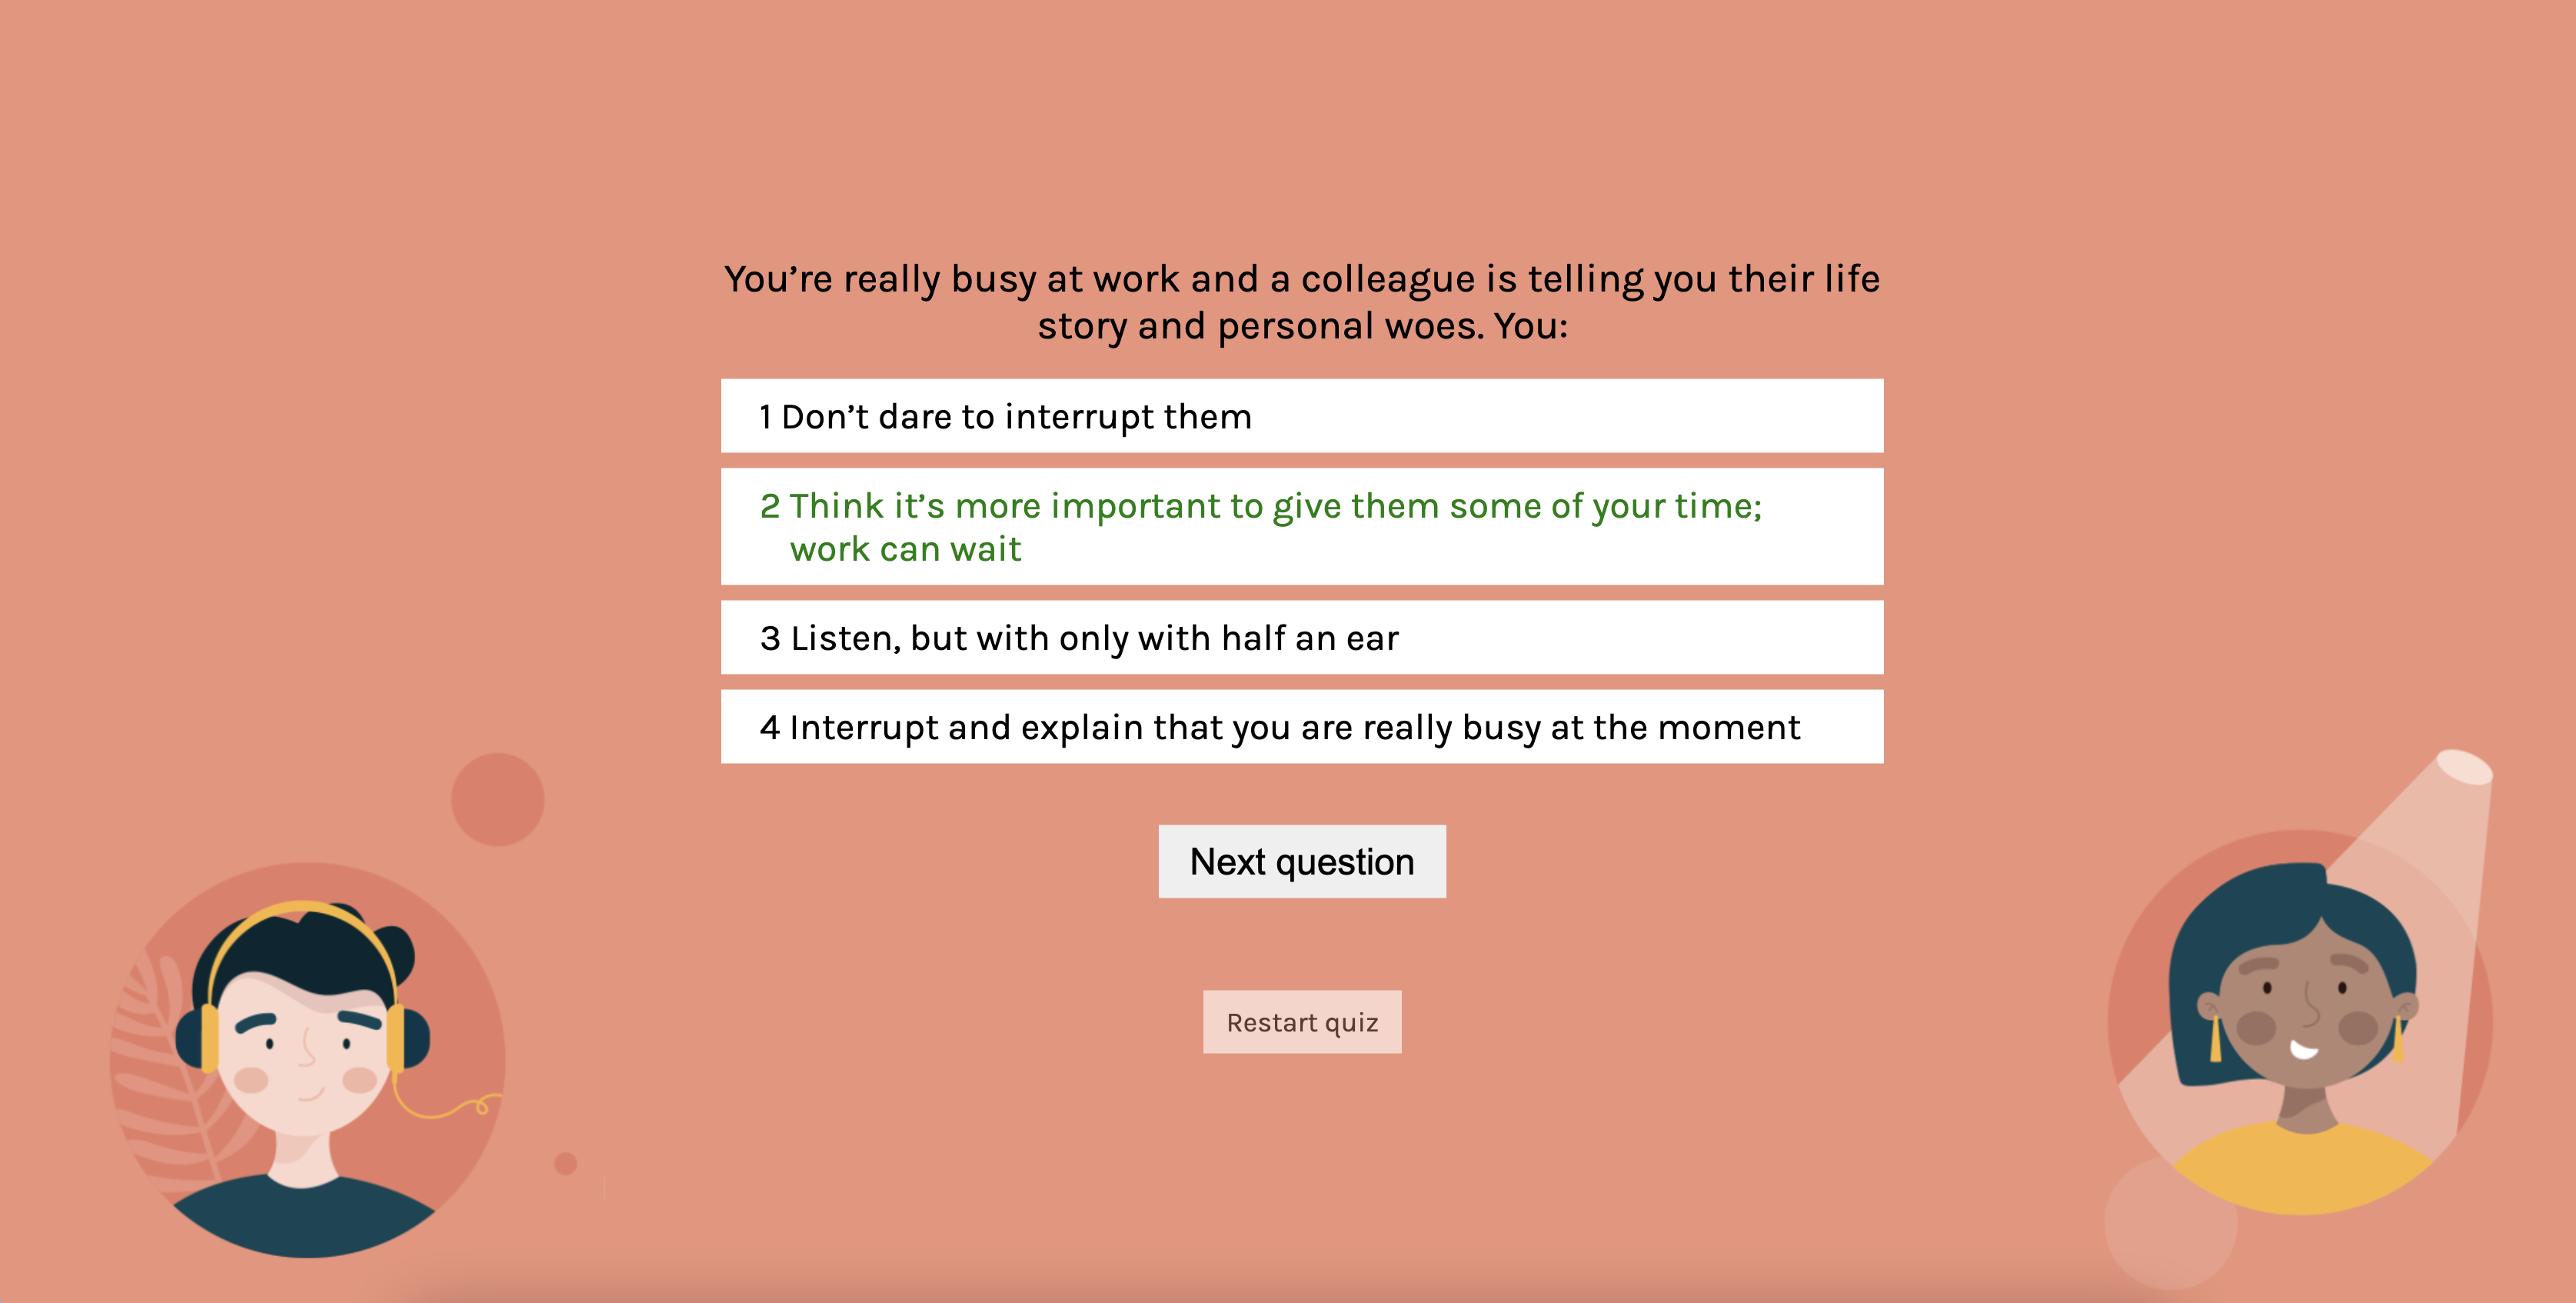 You’re really busy at work and a colleague is telling you their life
story and personal woes. You:
1 Don’t dare to interrupt them
2 Think it’s more important to give them some of your time;
work can wait
3 Listen, but with only with half an ear
4 Interrupt and explain that you are really busy at the moment
Next question
Restart quiz